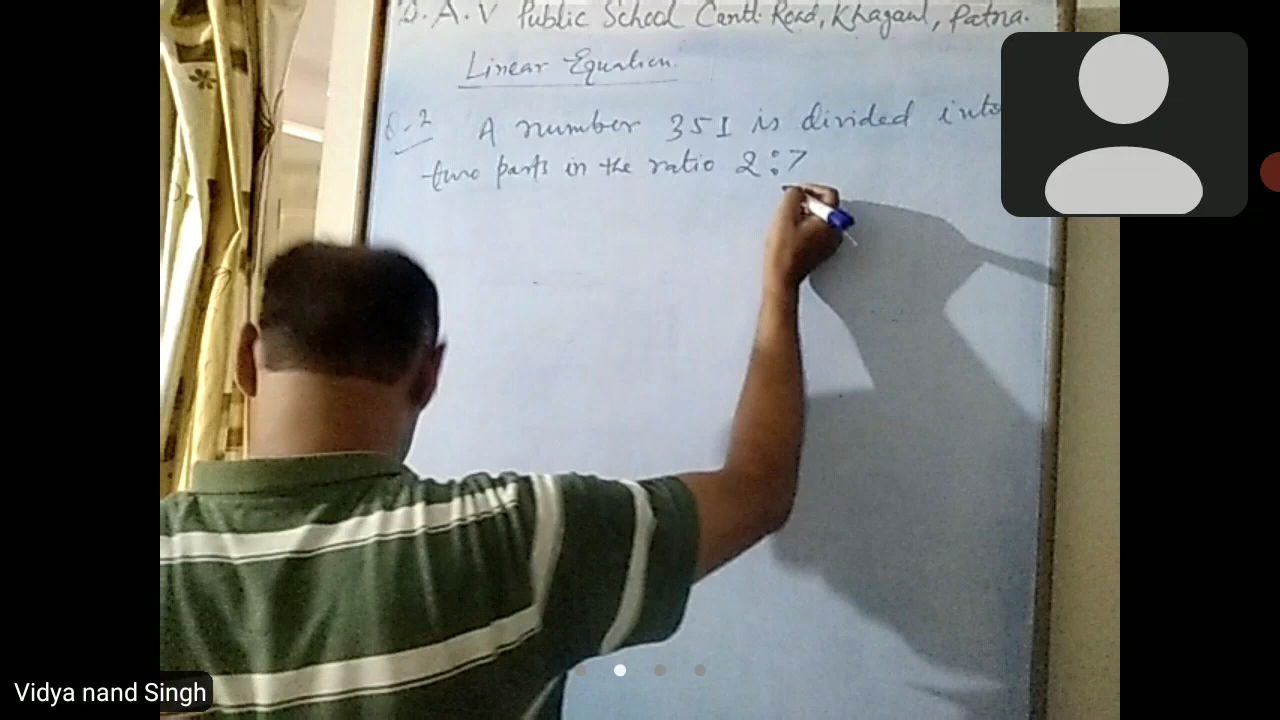 D.A.V Public School Cantt Road, Khagaul, Patna.
Linear Equation.
Q.2 A number 351 is divided into
two parts in the ratio 2:7
Vidya nand Singh